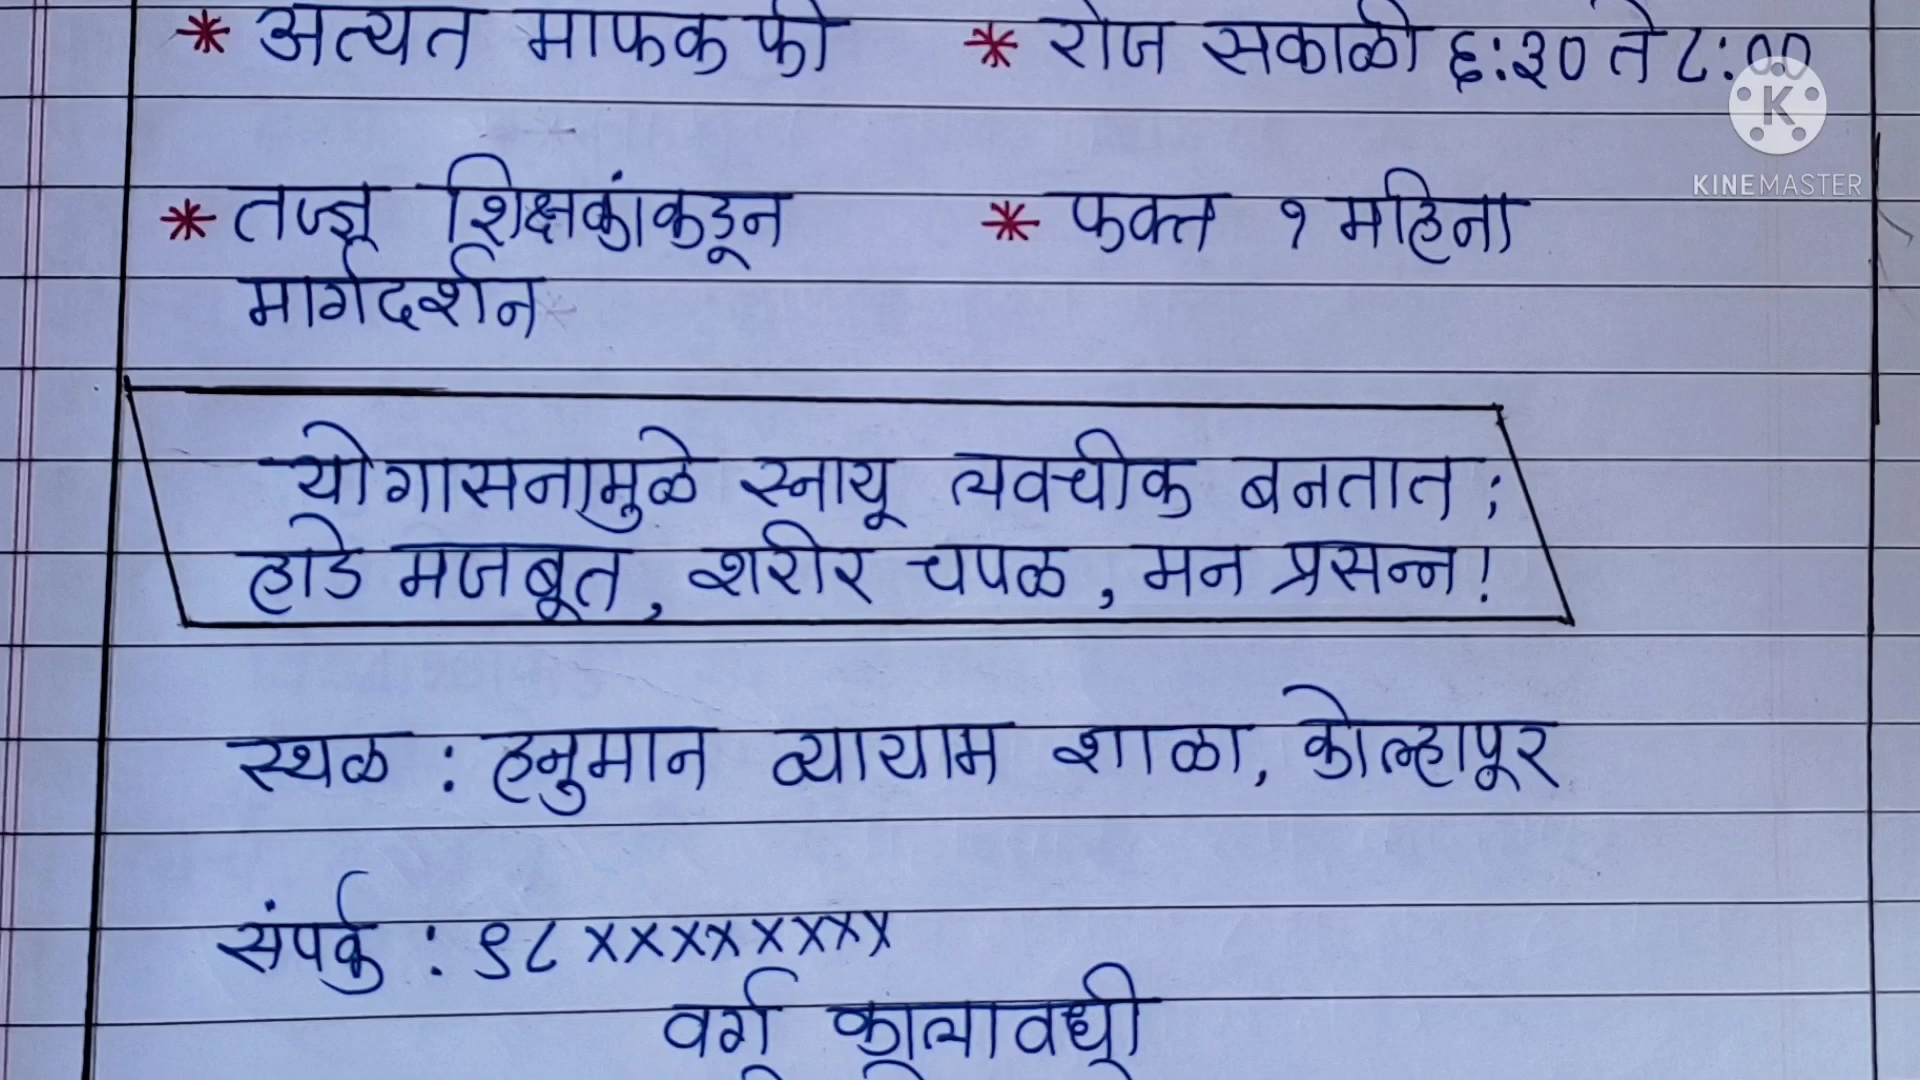 * अत्यंत माफक फी * रोज सकाळी ६:३० ते ८:००
* तज्ज्ञ शिक्षकांकडून * फक्त १ महिना
मार्गदर्शन
योगासनामुळे स्नायू लवचीक बनतात;
हाडे मजबूत, शरीर चपळ, मन प्रसन्न!
स्थळ : हनुमान व्यायाम शाळा, कोल्हापूर
संपर्क : ९८xxxxxxxx
वर्ग कालावधी
K
KINEMASTER